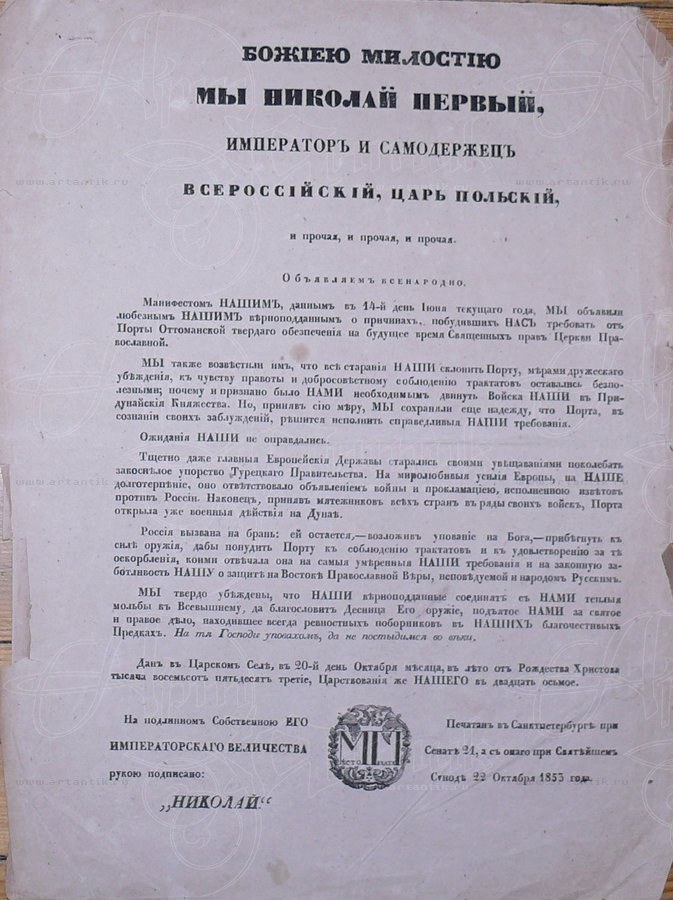 БОЖІЕЮ МИЛОСТІЮ
МЫ НИКОЛАЙ ПЕРВЫЙ,
ИМПЕРАТОРЪ И САМОДЕРЖЕЦЪ
ВСЕРОССІЙСКІЙ, ЦАРЬ ПОЛЬСКІЙ,
и прочая, и прочая, и прочая.
Объявляемъ всенародно.
Манифестомъ НАШИМЪ, даннымъ въ 14-й день Іюня текущаго года, МЫ объявили
любезнымъ НАШИМЪ вѣрноподданнымъ о причинахъ, побудившихъ НАСЪ требовать отъ
Порты Оттоманской твердаго обезпеченія на будущее время Священныхъ правъ Церкви Пра-
вославной.
МЫ также возвѣстили имъ, что всѣ старанія НАШИ склонить Порту, мѣрами дружескаго
убѣжденія, къ чувству правоты и добросовѣстному соблюденію трактатовъ оставались безпо-
лезными; почему и признано было НАМИ необходимымъ двинуть Войска НАШИ въ При-
дунайскія Княжества. Но, принявъ сію мѣру, МЫ сохраняли еще надежду, что Порта, въ
сознаніи своихъ заблужденій, рѣшится исполнить справедливыя НАШИ требованія.
Ожиданія НАШИ не оправдались.
Тщетно даже главныя Европейскія Державы старались своими увѣщаваніями поколебать
закоснѣлое упорство Турецкаго Правительства. На миролюбивыя усилія Европы, на НАШЕ
долготерпѣніе, оно отвѣтствовало объявленіемъ войны и прокламаціею, исполненною извѣтовъ
противъ Россіи. Наконецъ, принявъ мятежниковъ всѣхъ странъ въ ряды своихъ войскъ, Порта
открыла уже военныя дѣйствія на Дунаѣ.
Россія вызвана на брань: ей остается,—возложивъ упованіе на Бога,—прибѣгнуть къ
силѣ оружія, дабы понудить Порту къ соблюденію трактатовъ и къ удовлетворенію за тѣ
оскорбленія, коими отвѣчала она на самыя умѣренныя НАШИ требованія и на законную за-
ботливость НАШУ о защитѣ на Востокѣ Православной Вѣры, исповѣдуемой и народомъ Русскимъ.
МЫ твердо убѣждены, что НАШИ вѣрноподданные соединятъ съ НАМИ теплыя
мольбы къ Всевышнему, да благословитъ Десница Его оружіе, подъятое НАМИ за святое
и правое дѣло, находившее всегда ревностныхъ поборниковъ въ НАШИХЪ благочестивыхъ
Предкахъ. На тя Господи уповахомъ, да не постыдимся во вѣки.
Данъ въ Царскомъ Селѣ, въ 20-й день Октября мѣсяца, въ лѣто отъ Рождества Христова
тысяча восемьсотъ пятьдесятъ третіе, Царствованія же НАШЕГО въ двадцать осьмое.
На подлинномъ Собственною ЕГО
ИМПЕРАТОРСКАГО ВЕЛИЧЕСТВА
рукою подписано:
„НИКОЛАЙ.“
Печатанъ въ Санктпетербургѣ при
Сенатѣ 21, а съ онаго при Святѣйшемъ
Сѵнодѣ 22 Октября 1853 года.
www.artantik.ru